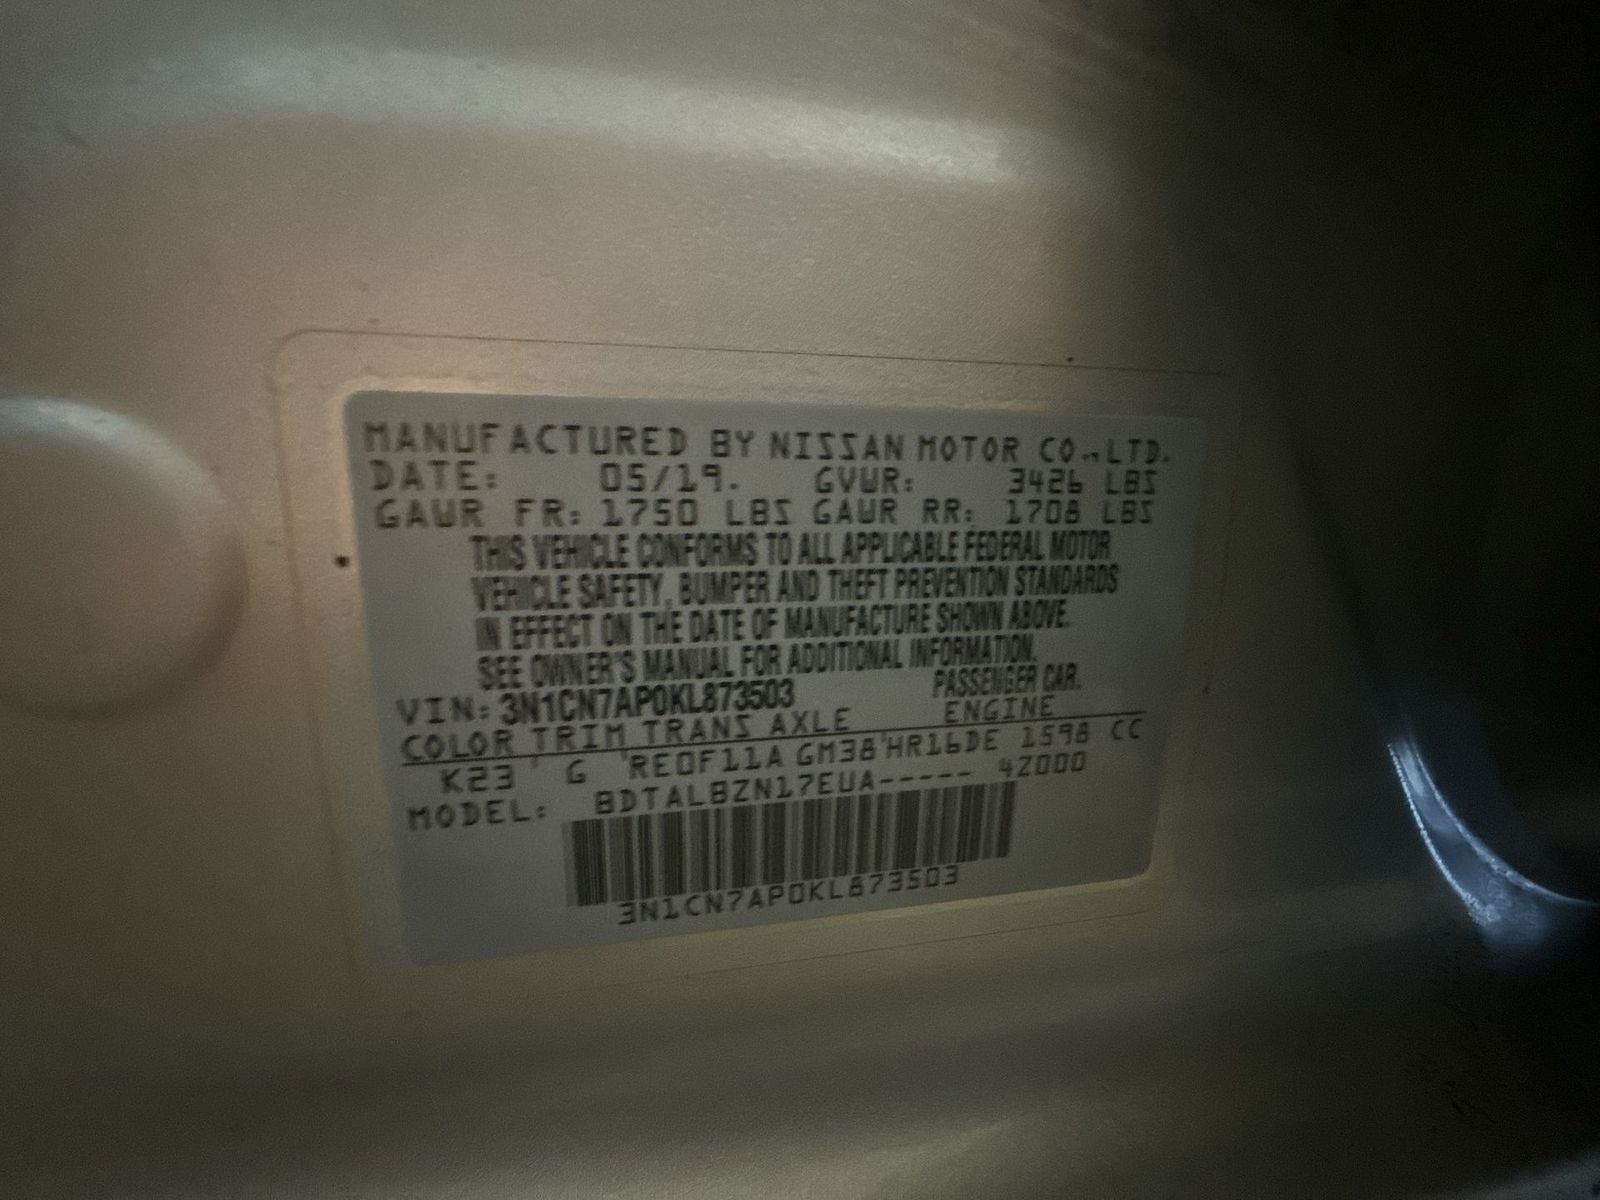 MANUFACTURED BY NISSAN MOTOR CO.,LTD.
DATE: 05/19. GVWR: 3426 LBS
GAWR FR: 1750 LBS GAWR RR: 1708 LBS
THIS VEHICLE CONFORMS TO ALL APPLICABLE FEDERAL MOTOR
VEHICLE SAFETY, BUMPER AND THEFT PREVENTION STANDARDS
IN EFFECT ON THE DATE OF MANUFACTURE SHOWN ABOVE.
SEE OWNER'S MANUAL FOR ADDITIONAL INFORMATION.
VIN: 3N1CN7AP0KL873503 PASSENGER CAR.
COLOR TRIM TRANS AXLE ENGINE
K23 G RE0F11A GM38 HR16DE 1598 CC
MODEL: BDTALBZN17EUA----- 4Z000
3N1CN7AP0KL873503